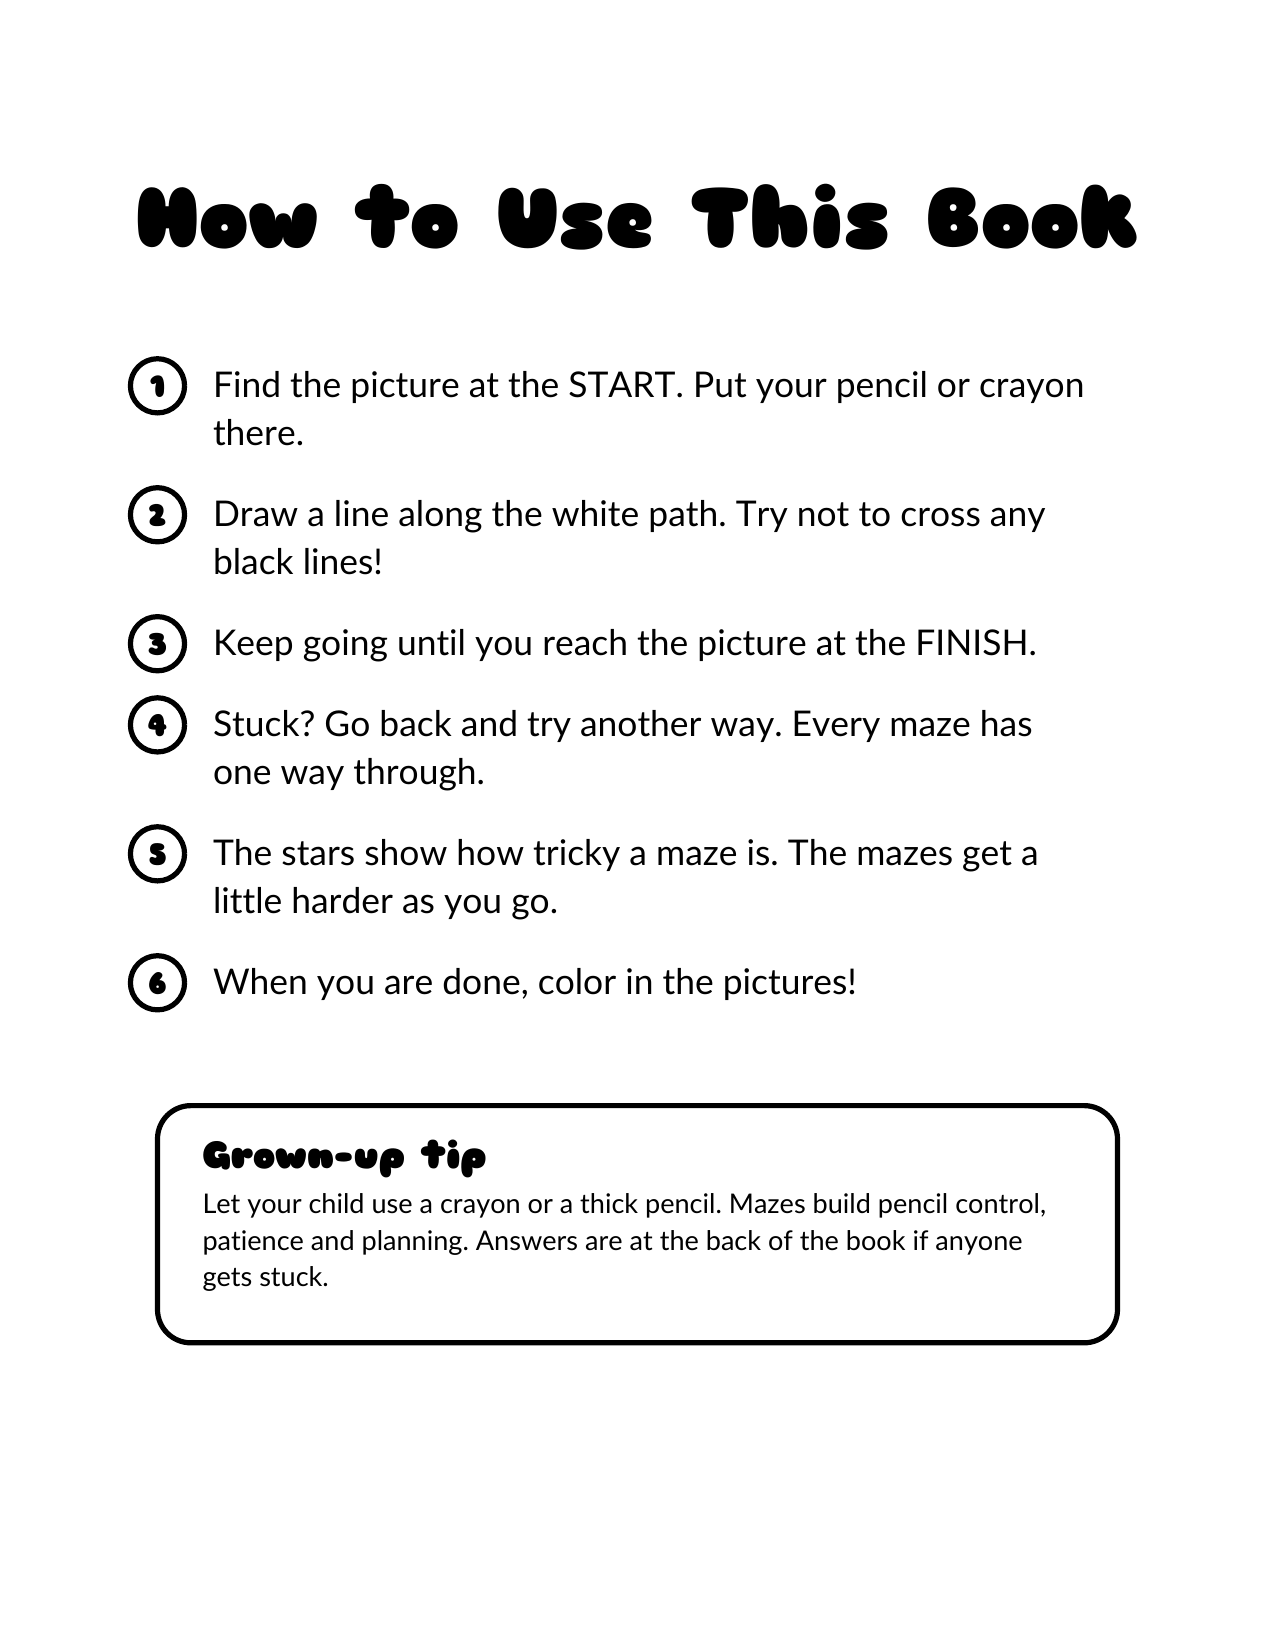 How to Use This Book
1 Find the picture at the START. Put your pencil or crayon
there.
2 Draw a line along the white path. Try not to cross any
black lines!
3 Keep going until you reach the picture at the FINISH.
4 Stuck? Go back and try another way. Every maze has
one way through.
5 The stars show how tricky a maze is. The mazes get a
little harder as you go.
6 When you are done, color in the pictures!
Grown-up tip
Let your child use a crayon or a thick pencil. Mazes build pencil control,
patience and planning. Answers are at the back of the book if anyone
gets stuck.